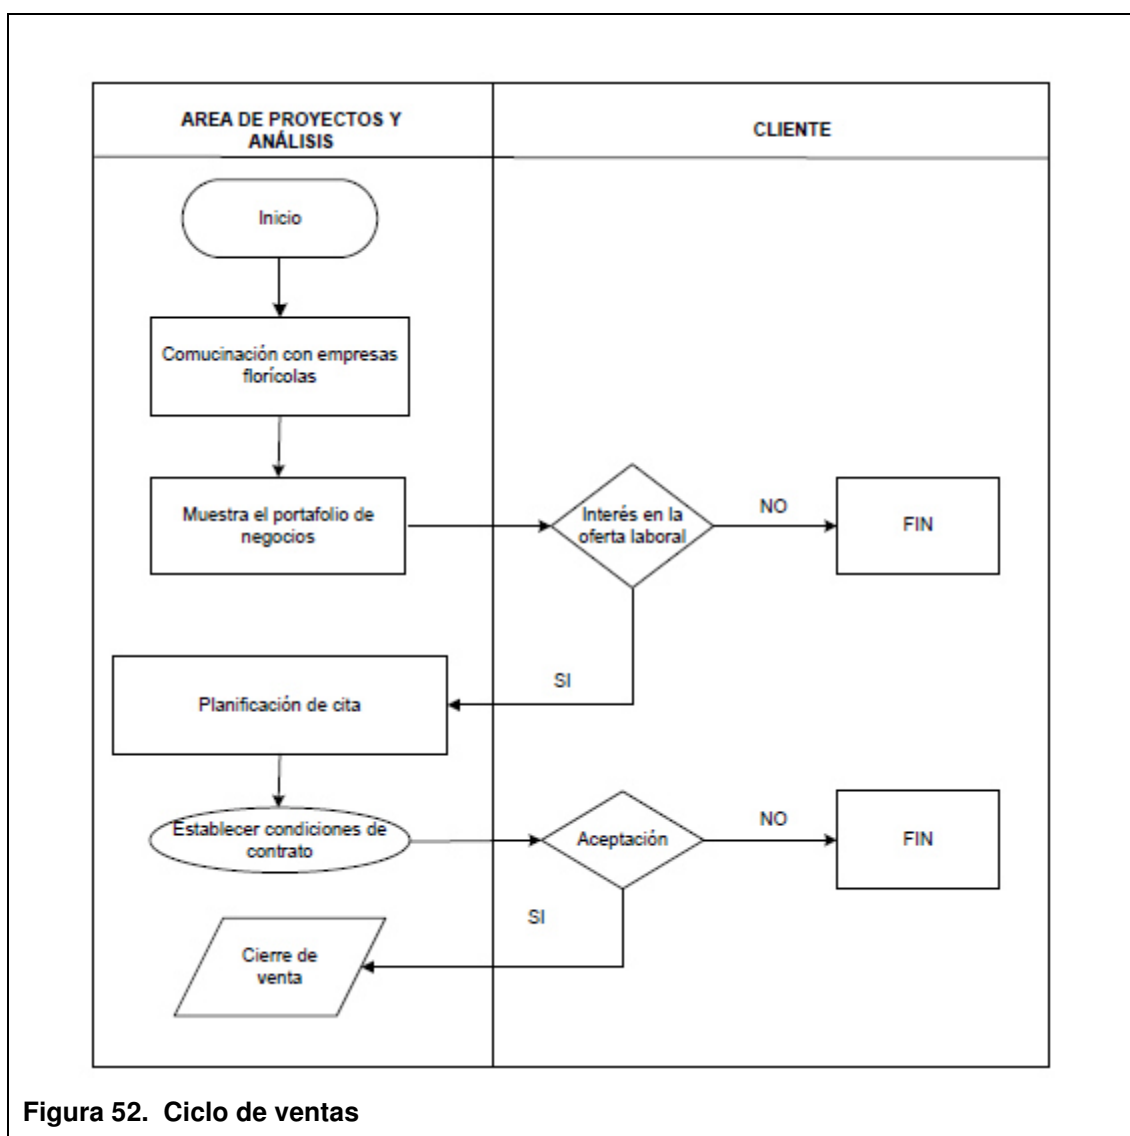 AREA DE PROYECTOS Y
ANÁLISIS
CLIENTE
Inicio
Comucinación con empresas
florícolas
Muestra el portafolio de
negocios
Interés en la
oferta laboral
NO
FIN
SI
Planificación de cita
Establecer condiciones de
contrato
Aceptación
NO
FIN
SI
Cierre de
venta
Figura 52. Ciclo de ventas